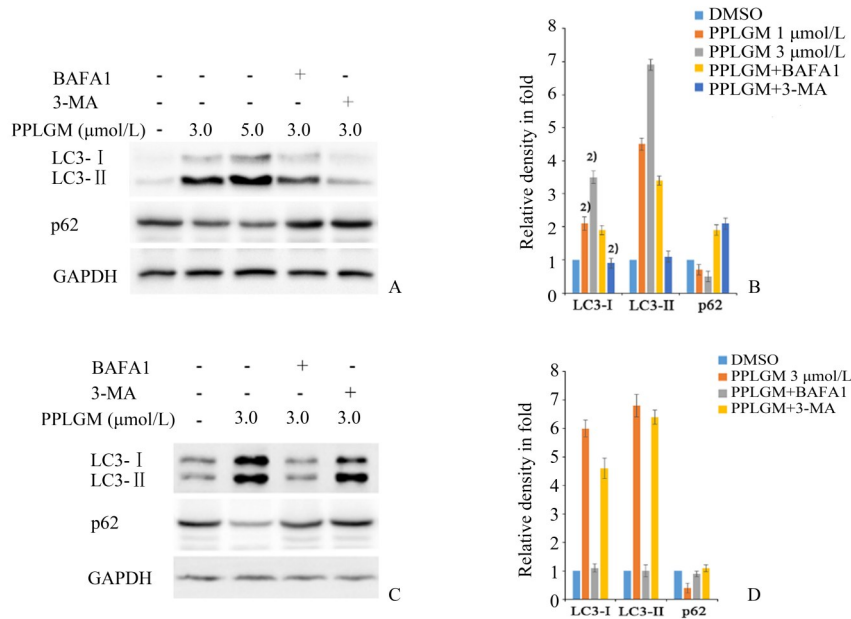 BAFA1 - - - + -
3-MA - - - - +
PPLGM (μmol/L) - 3.0 5.0 3.0 3.0
LC3-Ⅰ
LC3-Ⅱ
p62
GAPDH
A
DMSO
PPLGM 1 μmol/L
PPLGM 3 μmol/L
PPLGM+BAFA1
PPLGM+3-MA
Relative density in fold
8
7
6
5
4
3
2
1
0
2)
2)
2)
LC3-I LC3-II p62
B
BAFA1 - - + -
3-MA - - - +
PPLGM (μmol/L) - 3.0 3.0 3.0
LC3-Ⅰ
LC3-Ⅱ
p62
GAPDH
C
DMSO
PPLGM 3 μmol/L
PPLGM+BAFA1
PPLGM+3-MA
Relative density in fold
8
7
6
5
4
3
2
1
0
LC3-I LC3-II p62
D